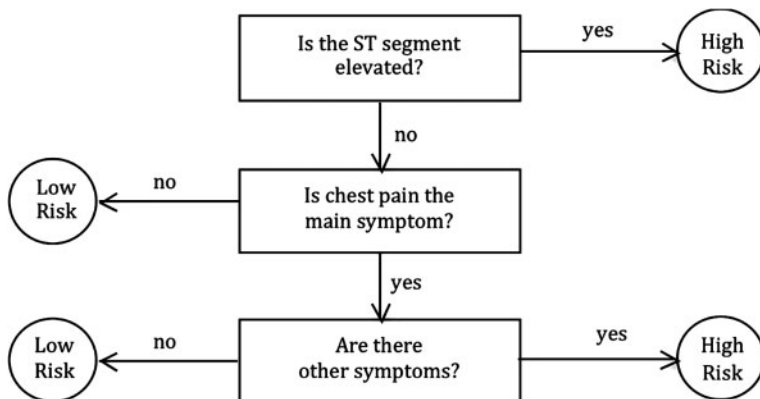 Is the ST segment
elevated?
yes
High
Risk
no
Low
Risk
no
Is chest pain the
main symptom?
yes
Low
Risk
no
Are there
other symptoms?
yes
High
Risk